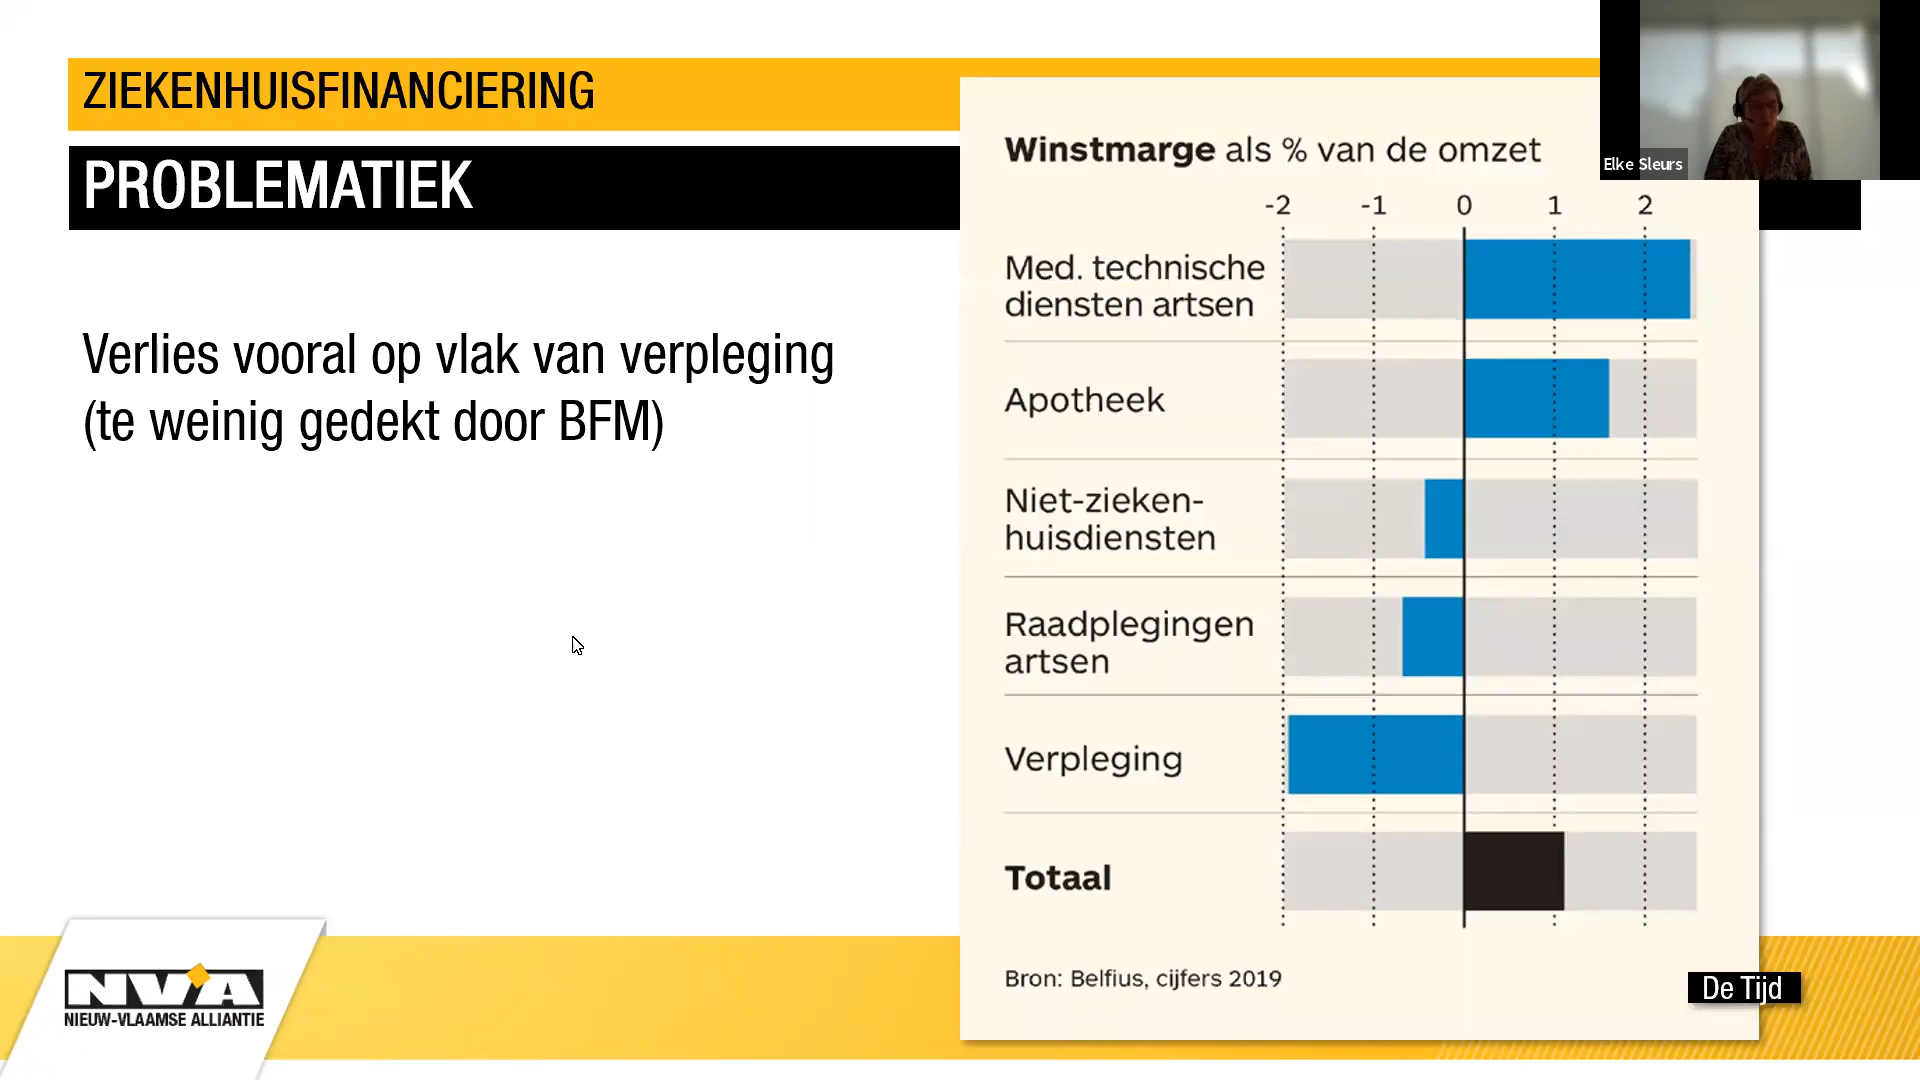 ZIEKENHUISFINANCIERING
PROBLEMATIEK
Verlies vooral op vlak van verpleging
(te weinig gedekt door BFM)
Winstmarge als % van de omzet
-2 -1 0 1 2
Med. technische
diensten artsen
Apotheek
Niet-zieken-
huisdiensten
Raadplegingen
artsen
Verpleging
Totaal
Bron: Belfius, cijfers 2019
De Tijd
Elke Sleurs
N-VA
NIEUW-VLAAMSE ALLIANTIE